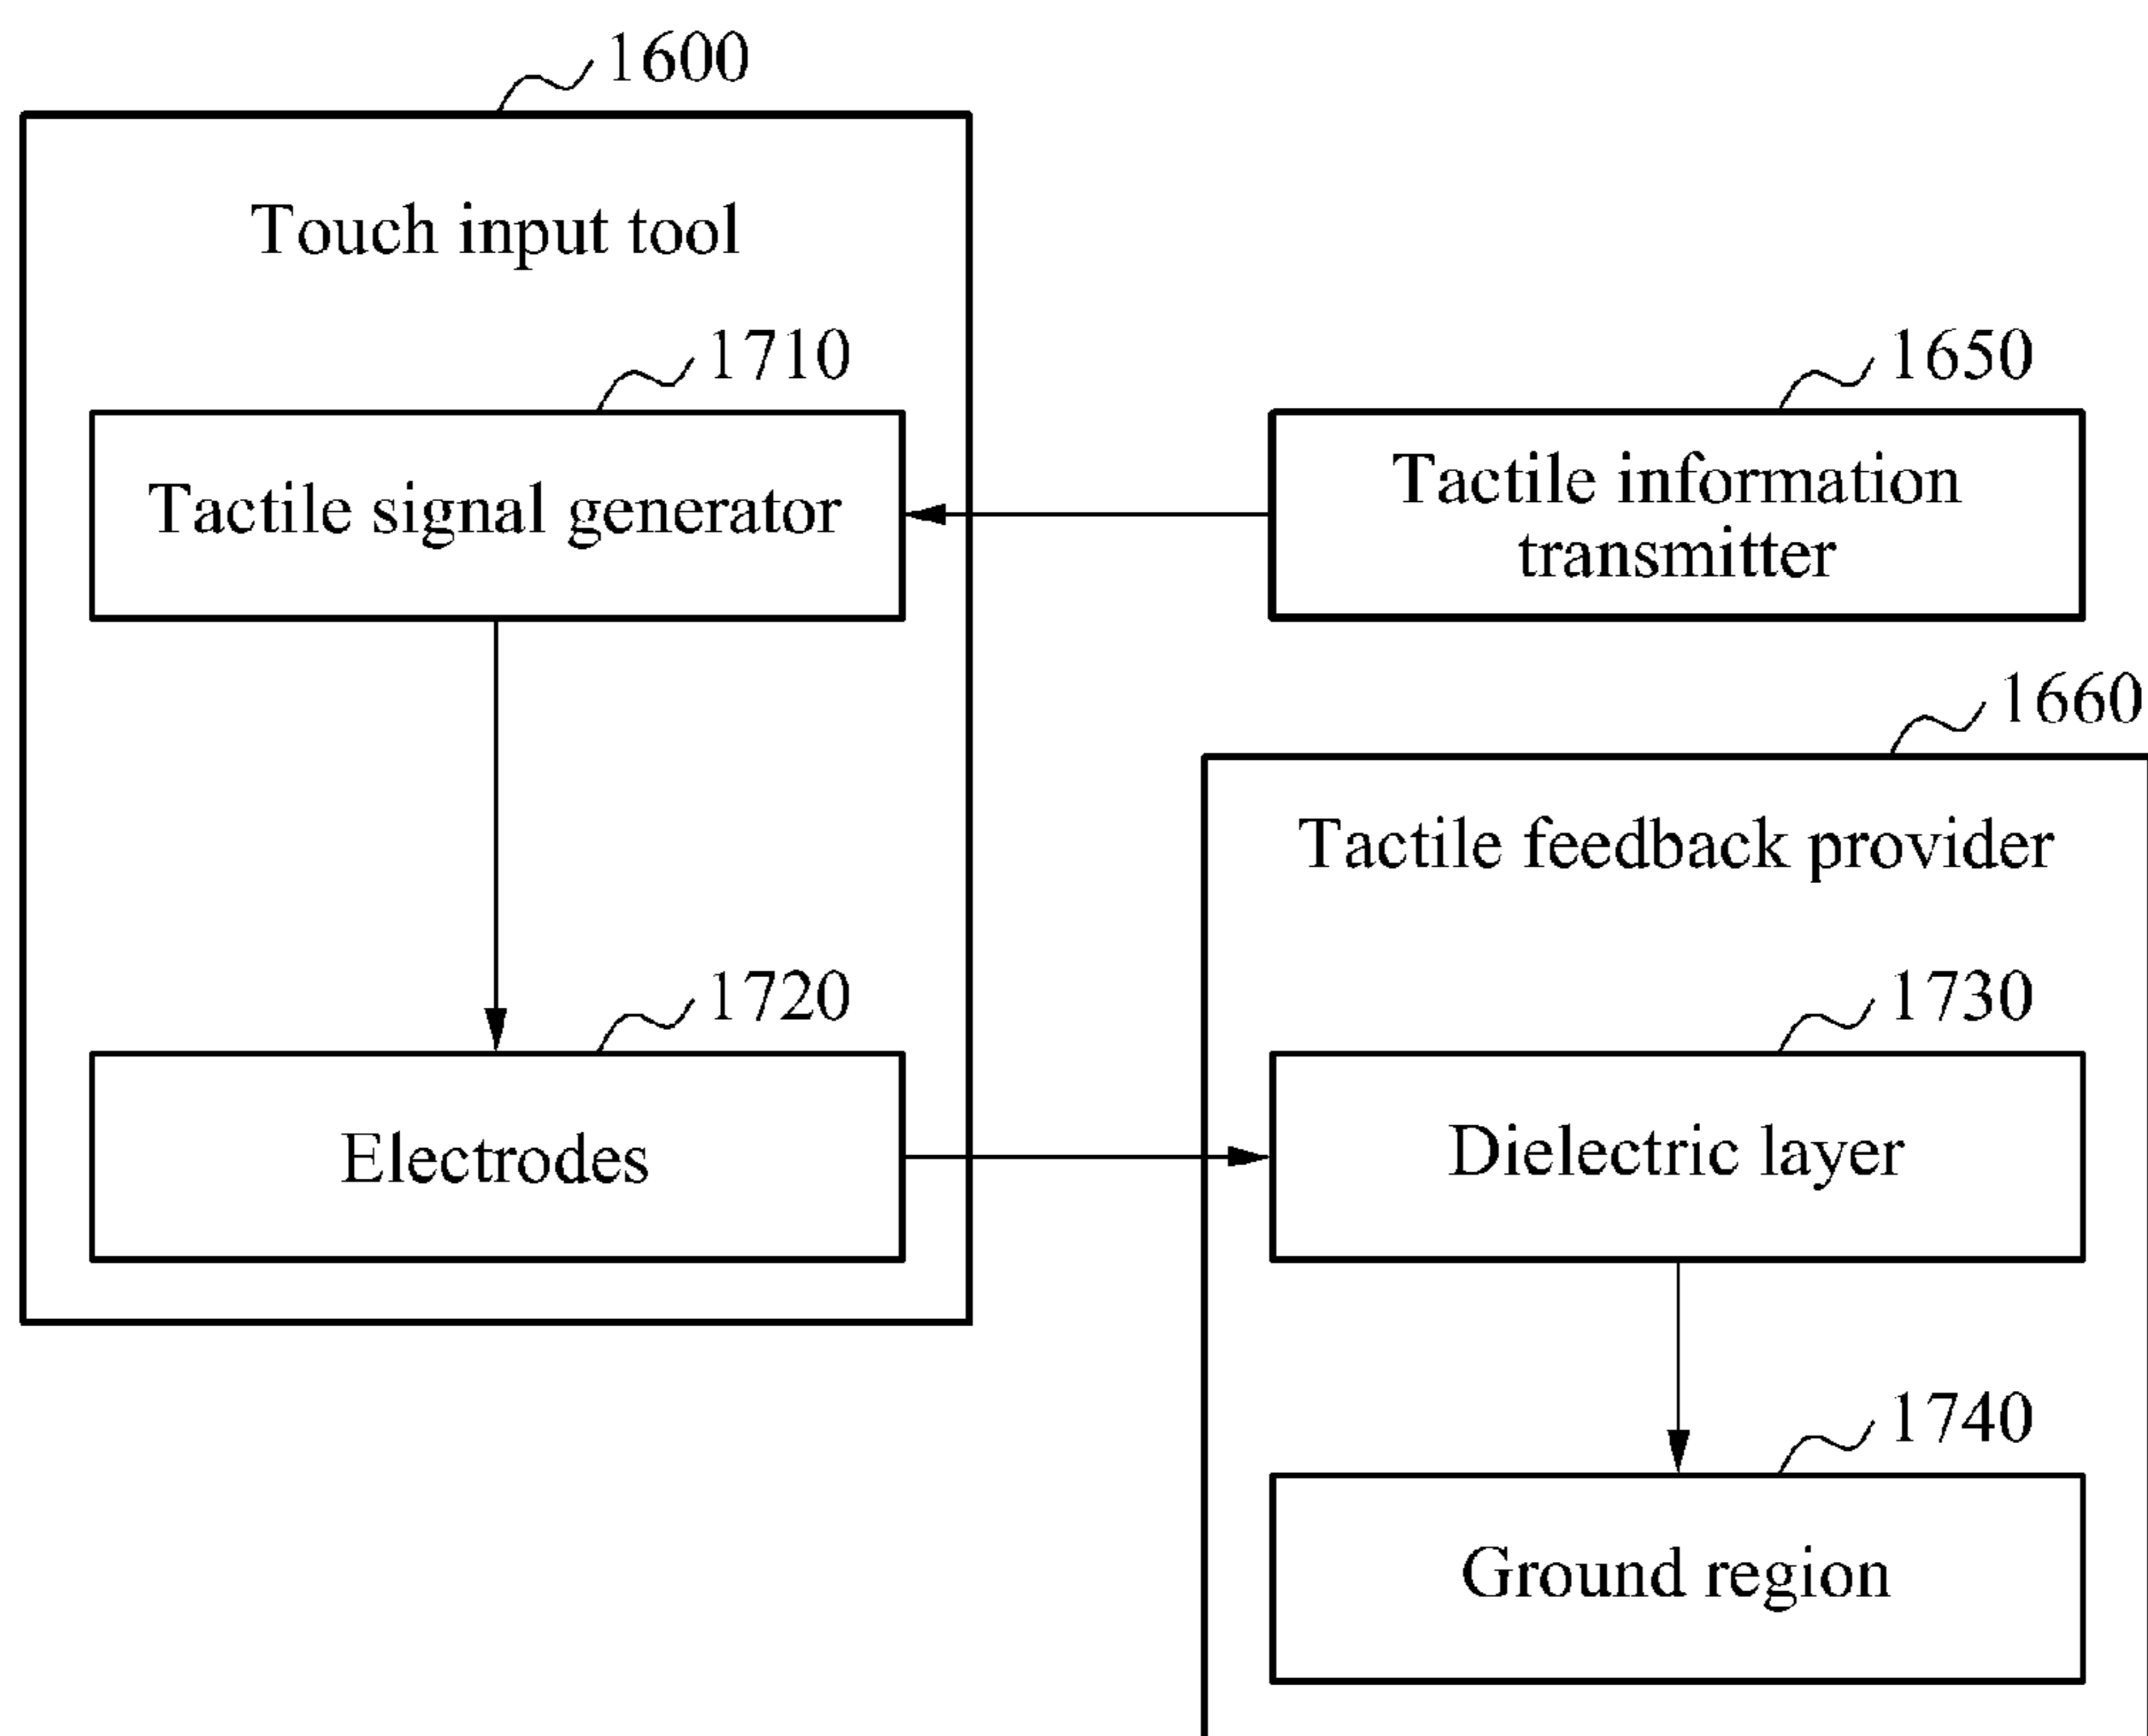 1600
Touch input tool
1710
Tactile signal generator
1650
Tactile information
transmitter
1660
Tactile feedback provider
1720
Electrodes
1730
Dielectric layer
1740
Ground region